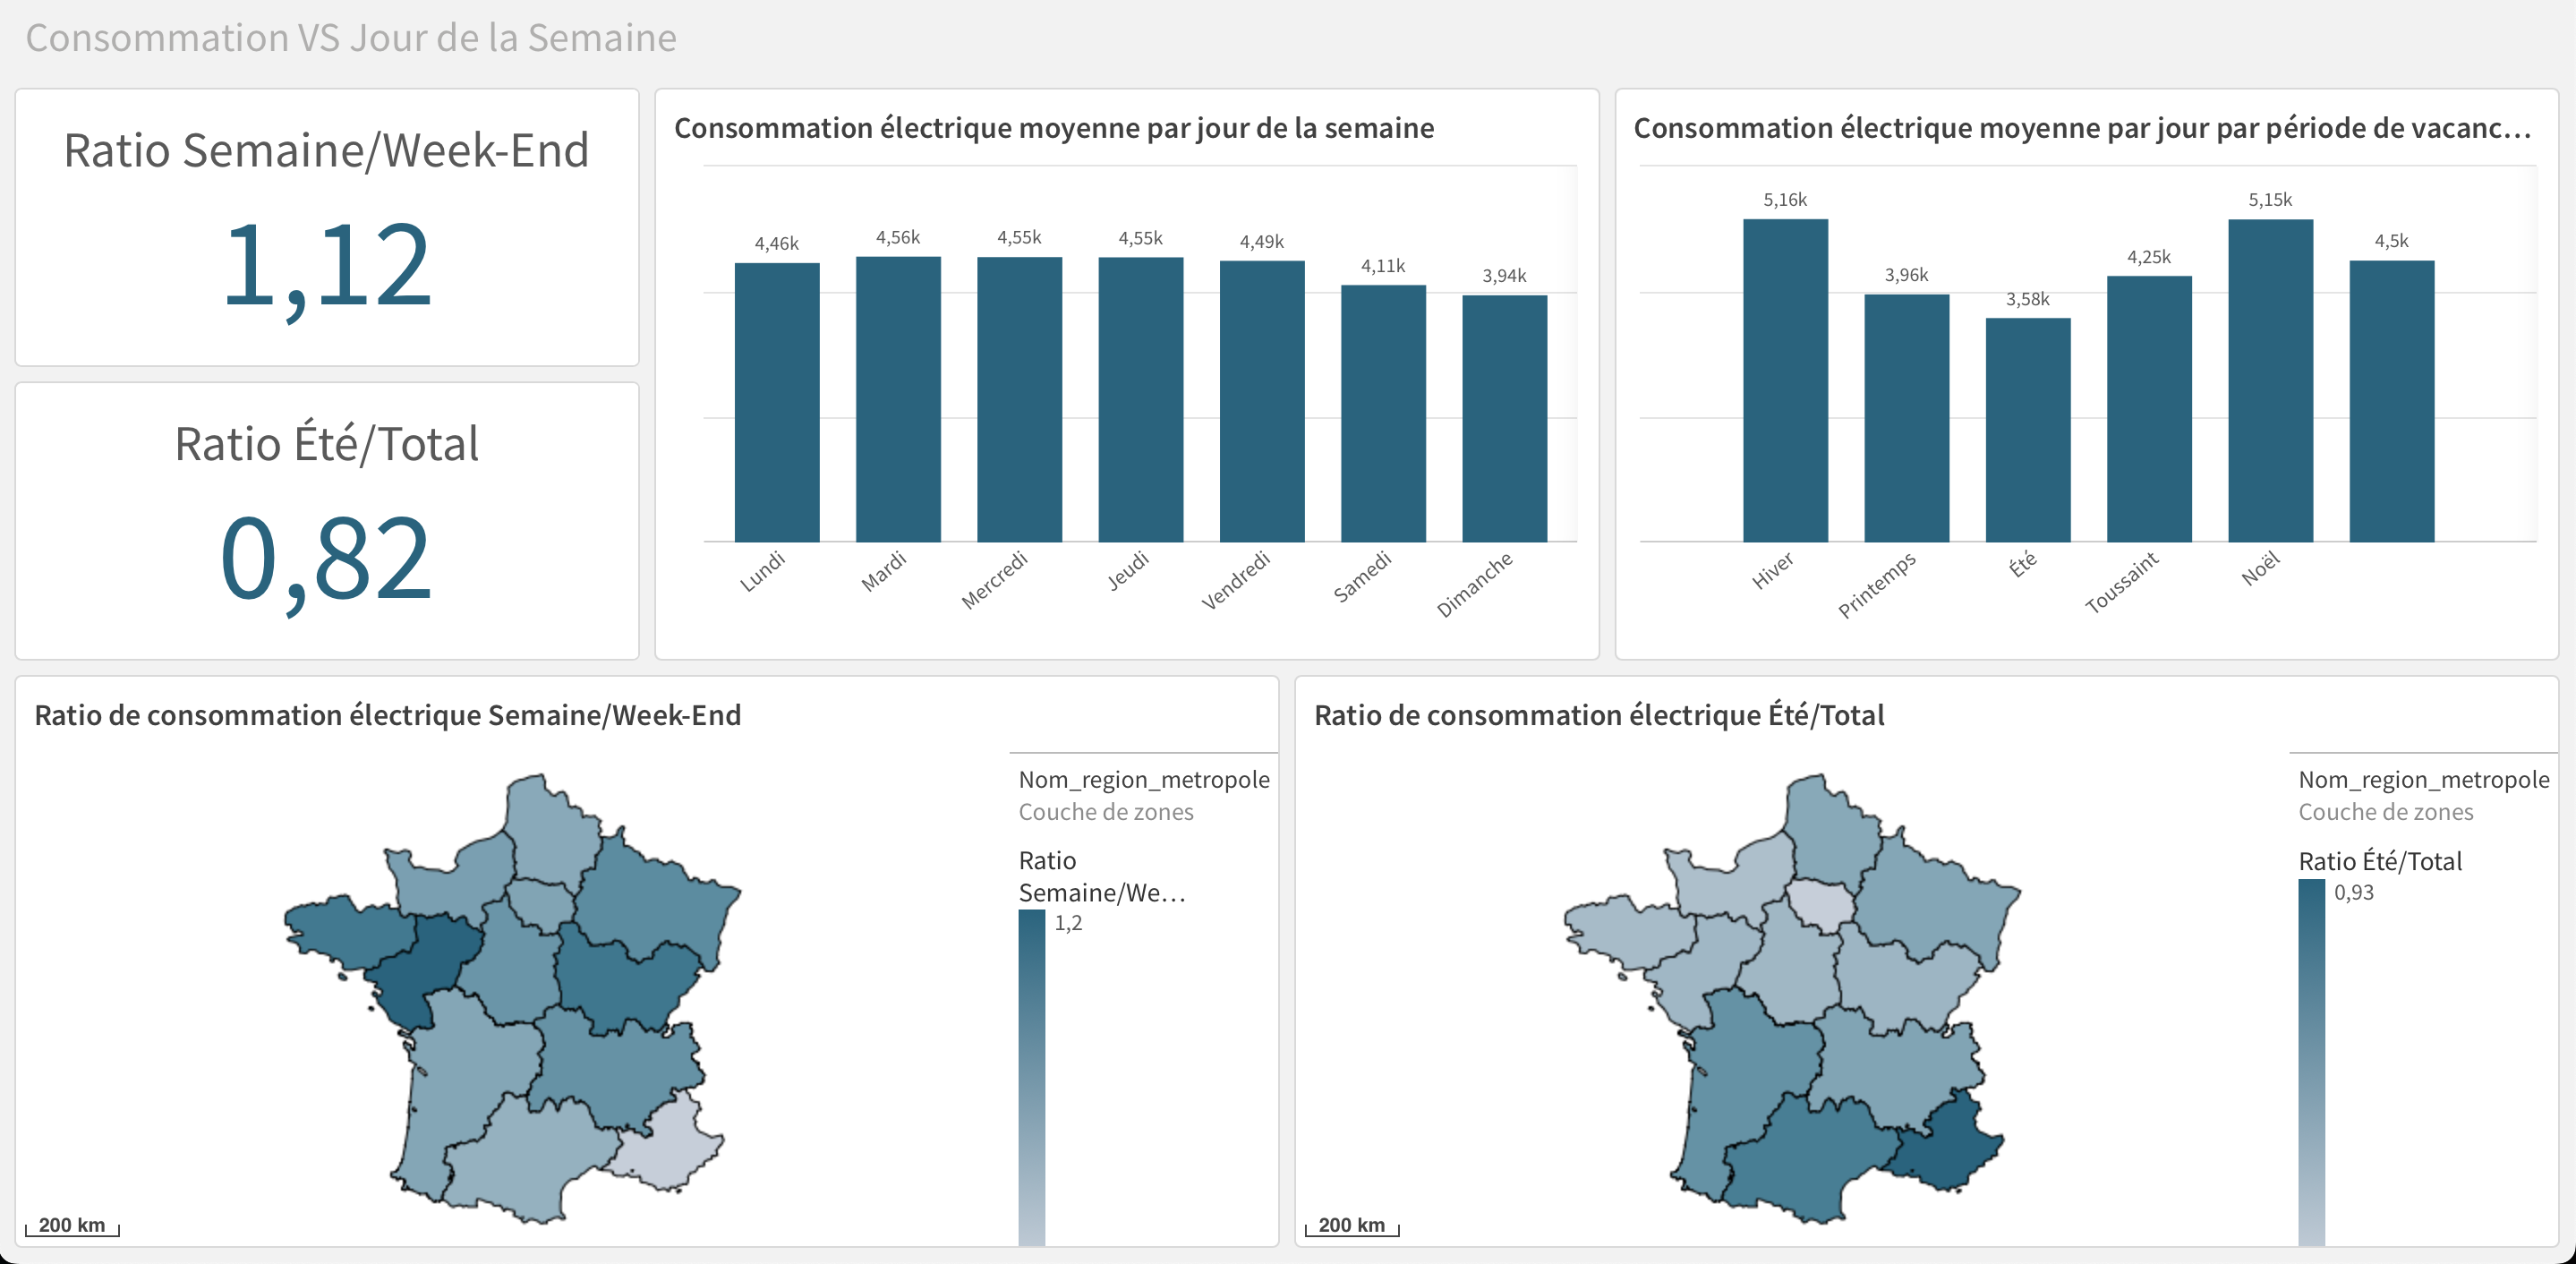 Consommation VS Jour de la Semaine
Ratio Semaine/Week-End
1,12
Ratio Été/Total
0,82
Consommation électrique moyenne par jour de la semaine
4,46k
4,56k
4,55k
4,55k
4,49k
4,11k
3,94k
Lundi
Mardi
Mercredi
Jeudi
Vendredi
Samedi
Dimanche
Consommation électrique moyenne par jour par période de vacanc...
5,16k
3,96k
3,58k
4,25k
5,15k
4,5k
Hiver
Printemps
Été
Toussaint
Noël
Ratio de consommation électrique Semaine/Week-End
Nom_region_metropole
Couche de zones
Ratio
Semaine/We...
1,2
200 km
Ratio de consommation électrique Été/Total
Nom_region_metropole
Couche de zones
Ratio Été/Total
0,93
200 km